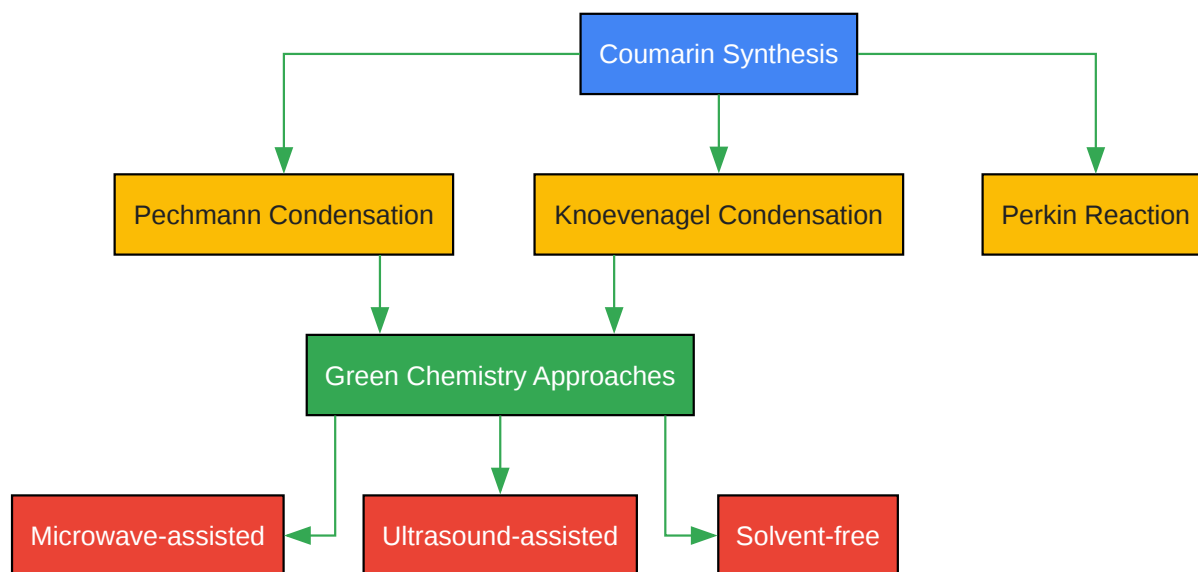 Coumarin Synthesis
Pechmann Condensation
Knoevenagel Condensation
Perkin Reaction
Green Chemistry Approaches
Microwave-assisted
Ultrasound-assisted
Solvent-free